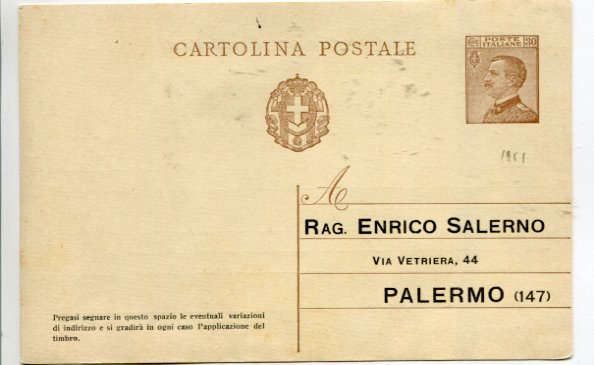 CARTOLINA POSTALE
POSTE
ITALIANE
30
A
RAG. ENRICO SALERNO
VIA VETRIERA, 44
PALERMO (147)
Pregasi segnare in questo spazio le eventuali variazioni
di indirizzo e si gradirà in ogni caso l'applicazione del
timbro.